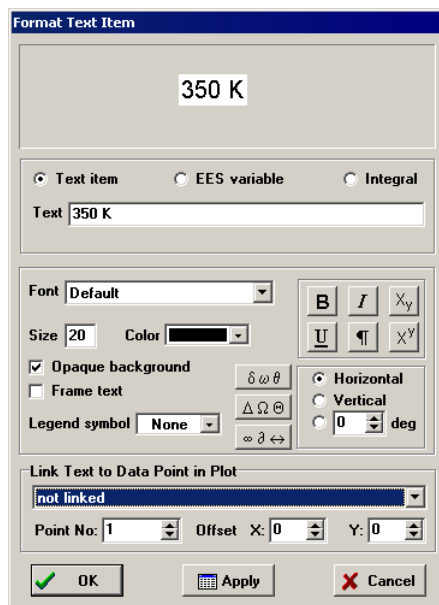 Format Text Item
350 K
Text item EES variable Integral
Text 350 K
Font Default
B I Xy
Size 20 Color
U ¶ Xʸ
Opaque background
δ ω θ
Horizontal
Frame text
Vertical
Δ Ω Θ
Legend symbol None
0 deg
∞ ∂ ↔
Link Text to Data Point in Plot
not linked
Point No: 1 Offset X: 0 Y: 0
OK Apply Cancel